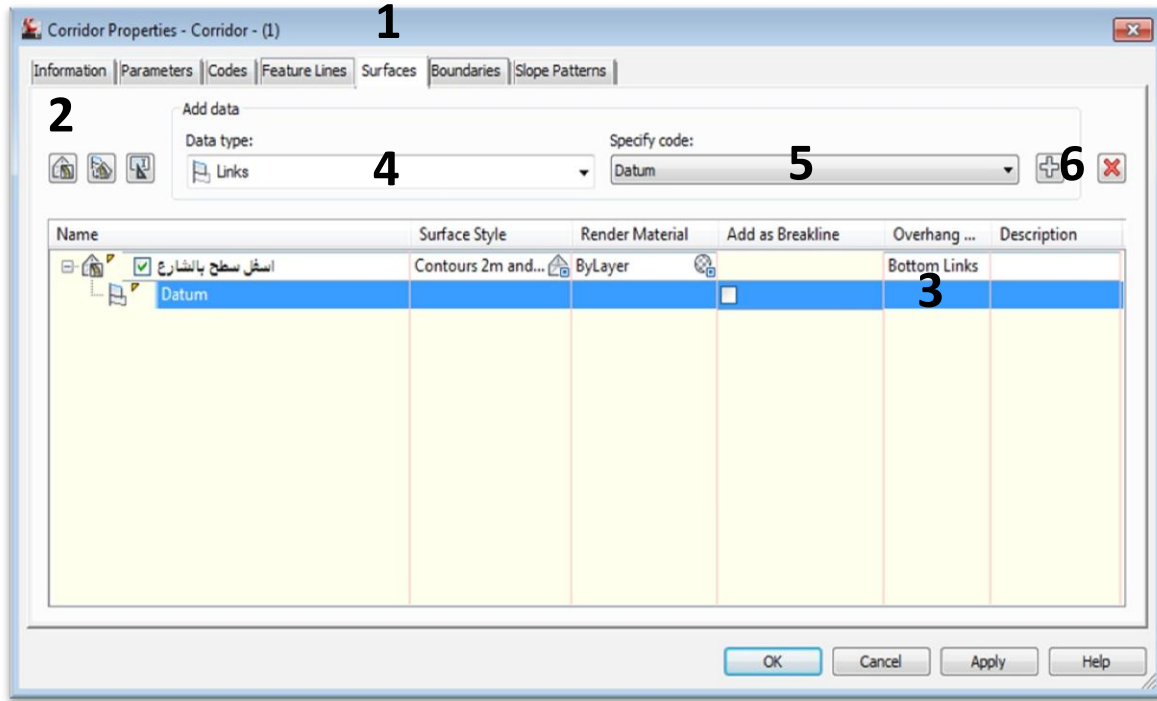 Corridor Properties - Corridor - (1)
1
Information Parameters Codes Feature Lines Surfaces Boundaries Slope Patterns
2
Add data
Data type:
Specify code:
Links
4
Datum
5
6
Name Surface Style Render Material Add as Breakline Overhang ... Description
اسفل سطح بالشارع Contours 2m and... ByLayer Bottom Links
Datum
3
OK Cancel Apply Help